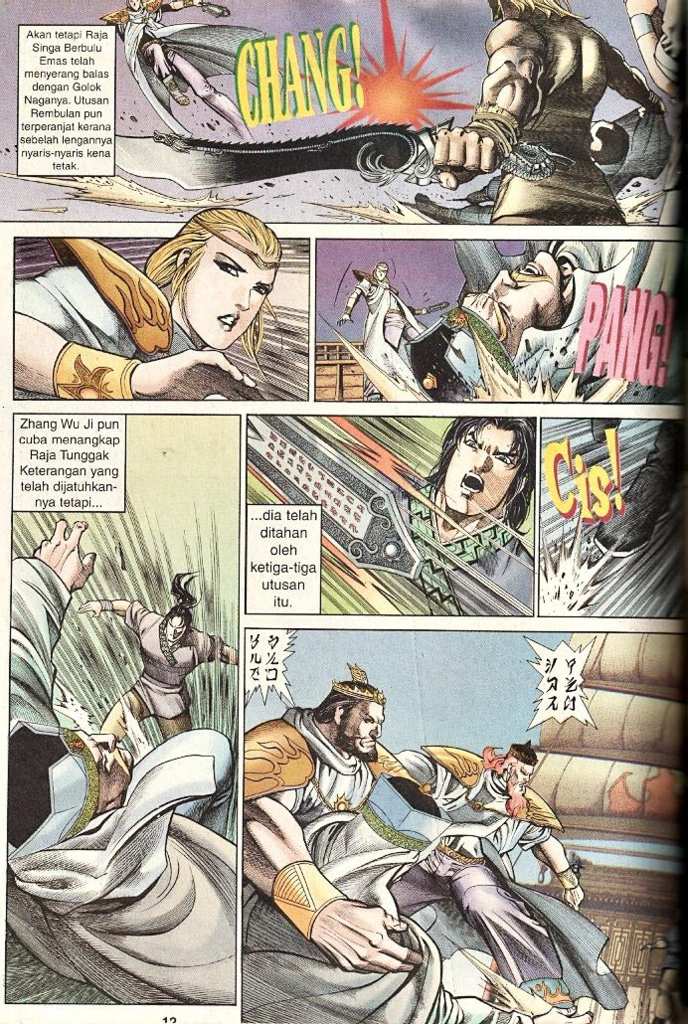 Akan tetapi Raja
Singa Berbulu
Emas telah
menyerang balas
dengan Golok
Naganya. Utusan
Rembulan pun
terperanjat kerana
sebelah lengannya
nyaris-nyaris kena
tetak.
CHANG!
PANG!
Zhang Wu Ji pun
cuba menangkap
Raja Tunggak
Keterangan yang
telah dijatuhkan-
nya tetapi...
...dia telah
ditahan
oleh
ketiga-tiga
utusan
itu.
Cis!
12